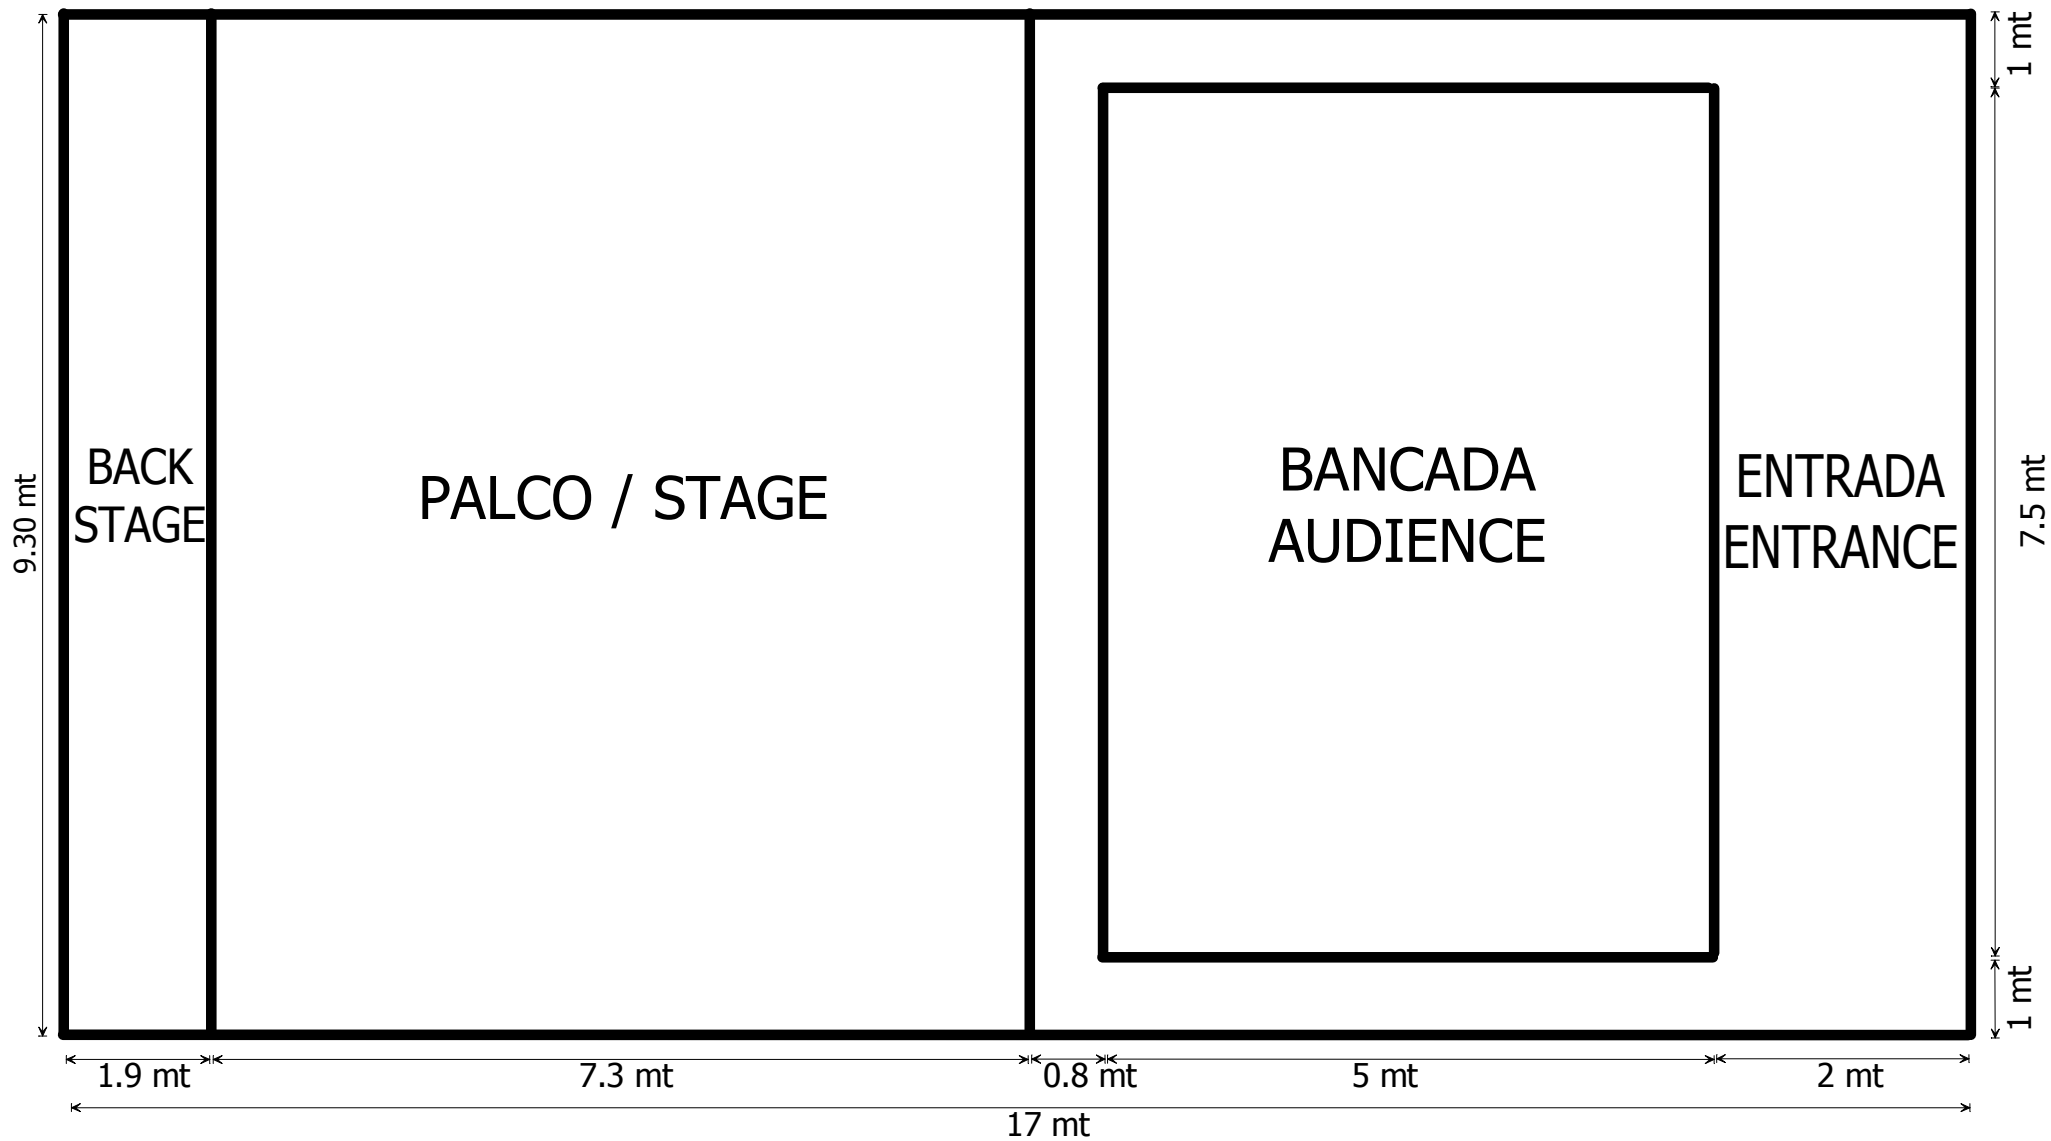 1 mt
BACK
STAGE
PALCO / STAGE
BANCADA
AUDIENCE
ENTRADA
ENTRANCE
9.30 mt
7.5 mt
1 mt
1.9 mt
7.3 mt
0.8 mt
5 mt
2 mt
17 mt